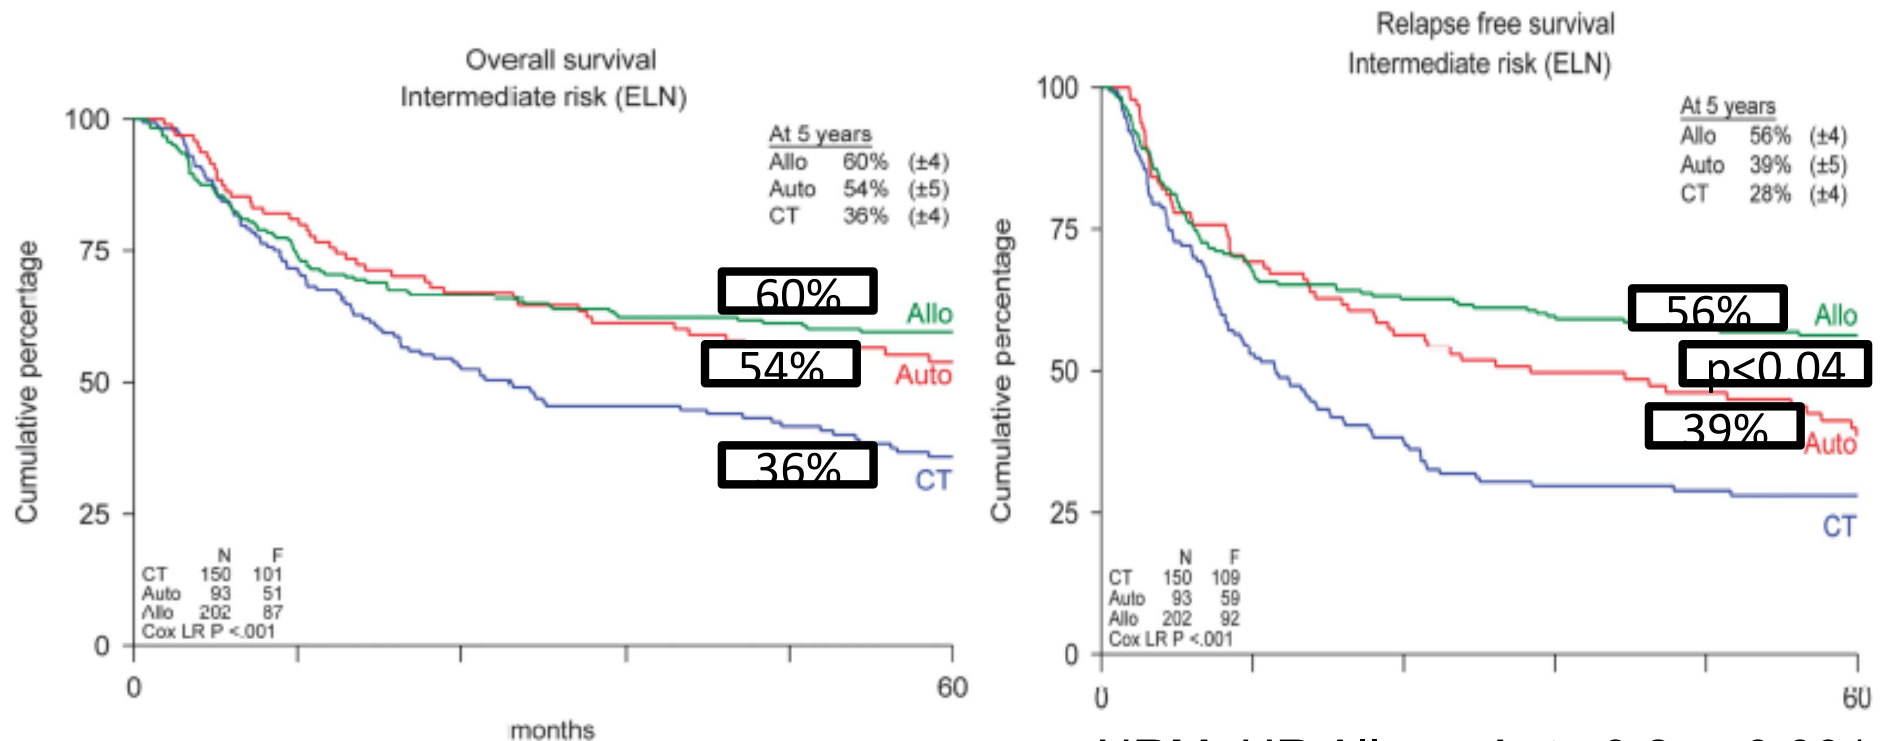 Overall survival
Intermediate risk (ELN)
At 5 years
Allo 60% (±4)
Auto 54% (±5)
CT 36% (±4)
Cumulative percentage
100
75
50
25
0
60%
Allo
54%
Auto
36%
CT
N F
CT 150 101
Auto 93 51
Allo 202 87
Cox LR P <.001
0
60
months
Relapse free survival
Intermediate risk (ELN)
At 5 years
Allo 56% (±4)
Auto 39% (±5)
CT 28% (±4)
Cumulative percentage
100
75
50
25
0
56%
Allo
p<0.04
39%
Auto
CT
N F
CT 150 109
Auto 93 59
Allo 202 92
Cox LR P <.001
0
60